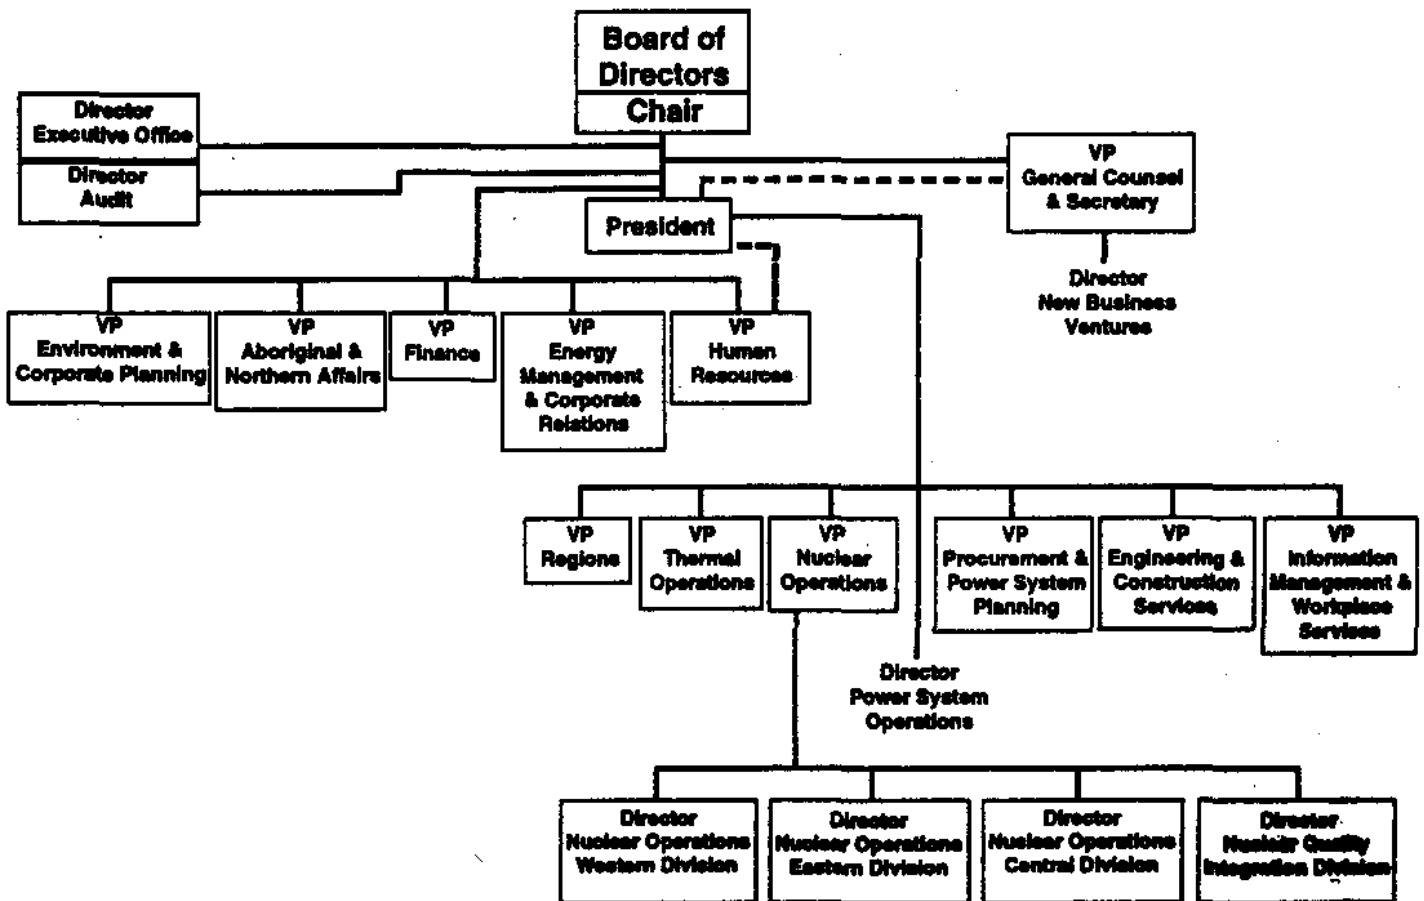 Board of
Directors
Chair
Director
Executive Office
Director
Audit
VP
General Counsel
& Secretary
President
Director
New Business
Ventures
VP
Environment &
Corporate Planning
VP
Aboriginal &
Northern Affairs
VP
Finance
VP
Energy
Management
& Corporate
Relations
VP
Human
Resources
VP
Regions
VP
Thermal
Operations
VP
Nuclear
Operations
VP
Procurement &
Power System
Planning
VP
Engineering &
Construction
Services
VP
Information
Management &
Workplace
Services
Director
Power System
Operations
Director
Nuclear Operations
Western Division
Director
Nuclear Operations
Eastern Division
Director
Nuclear Operations
Central Division
Director
Nuclear Quality
Integration Division